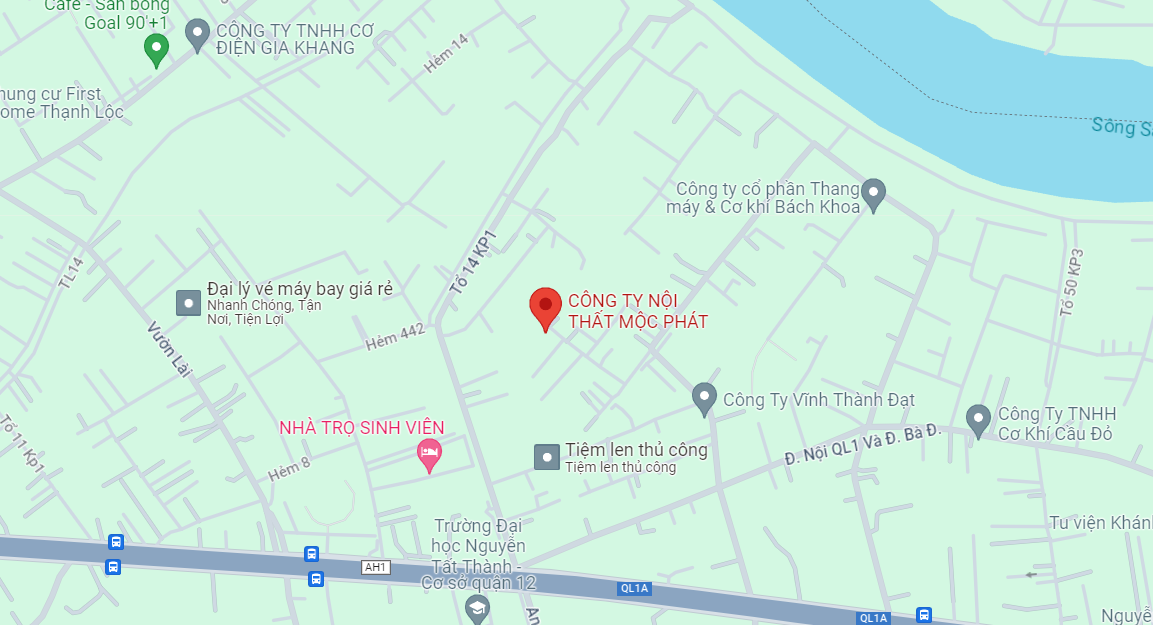 Cafe - Sân bóng
Goal 90'+1
CÔNG TY TNHH CƠ
ĐIỆN GIA KHANG
Hẻm 14
hung cư First
ome Thạnh Lộc
Sông Sà
Công ty cổ phần Thang
máy & Cơ khí Bách Khoa
Tổ 14 KP1
TL14
Tổ 50 KP3
Đại lý vé máy bay giá rẻ
Nhanh Chóng, Tận
Nơi, Tiện Lợi
CÔNG TY NỘI
THẤT MỘC PHÁT
Vườn Lài
Hẻm 442
Công Ty Vĩnh Thành Đạt
Công Ty TNHH
Cơ Khí Cầu Đỏ
NHÀ TRỌ SINH VIÊN
Tổ 11 Kp1
Tiệm len thủ công
Tiệm len thủ công
Đ. Nội QL1 Và Đ. Bà Đ.
Hẻm 8
Trường Đại
học Nguyễn
Tất Thành -
Cơ sở quận 12
Tu viện Khánh
AH1
QL1A
QL1A
An
Nguyễ